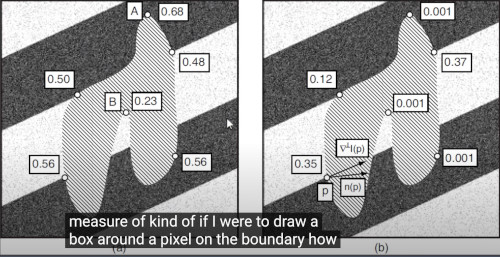 A 0.68
0.48
0.50
B 0.23
0.56
0.56
0.001
0.37
0.12
0.001
∇⊥I(p)
0.35
0.001
n(p)
p
measure of kind of if I were to draw a
box around a pixel on the boundary how
(a)
(b)